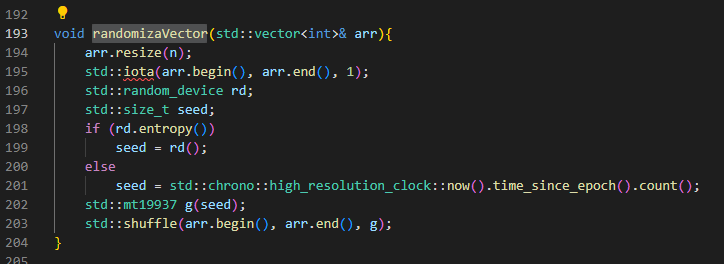 192
193 void randomizaVector(std::vector<int>& arr){
194     arr.resize(n);
195     std::iota(arr.begin(), arr.end(), 1);
196     std::random_device rd;
197     std::size_t seed;
198     if (rd.entropy())
199         seed = rd();
200     else
201         seed = std::chrono::high_resolution_clock::now().time_since_epoch().count();
202     std::mt19937 g(seed);
203     std::shuffle(arr.begin(), arr.end(), g);
204 }
205